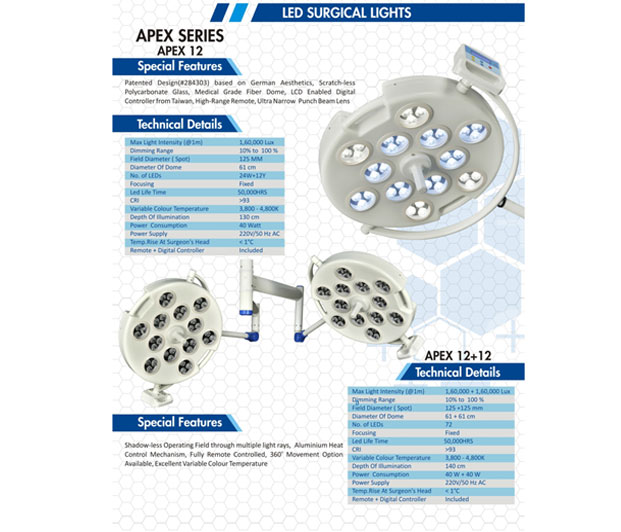 LED SURGICAL LIGHTS
APEX SERIES
APEX 12
Special Features
Patented Design(#284303) based on German Aesthetics, Scratch-less
Polycarbonate Glass, Medical Grade Fiber Dome, LCD Enabled Digital
Controller from Taiwan, High-Range Remote, Ultra Narrow Punch Beam Lens
Technical Details
Max Light Intensity (@1m) 1,60,000 Lux
Dimming Range 10% to 100 %
Field Diameter ( Spot) 125 MM
Diameter Of Dome 61 cm
No. of LEDs 24W+12Y
Focusing Fixed
Led Life Time 50,000HRS
CRI >93
Variable Colour Temperature 3,800 - 4,800K
Depth Of Illumination 130 cm
Power Consumption 40 Watt
Power Supply 220V/50 Hz AC
Temp.Rise At Surgeon's Head < 1°C
Remote + Digital Controller Included
APEX 12+12
Technical Details
Max Light Intensity (@1m) 1,60,000 + 1,60,000 Lux
Dimming Range 10% to 100 %
Field Diameter ( Spot) 125 +125 mm
Diameter Of Dome 61 + 61 cm
No. of LEDs 72
Focusing Fixed
Led Life Time 50,000HRS
CRI >93
Variable Colour Temperature 3,800 - 4,800K
Depth Of Illumination 140 cm
Power Consumption 40 W + 40 W
Power Supply 220V/50 Hz AC
Temp.Rise At Surgeon's Head < 1°C
Remote + Digital Controller Included
Special Features
Shadow-less Operating Field through multiple light rays, Aluminium Heat
Control Mechanism, Fully Remote Controlled, 360° Movement Option
Available, Excellent Variable Colour Temperature